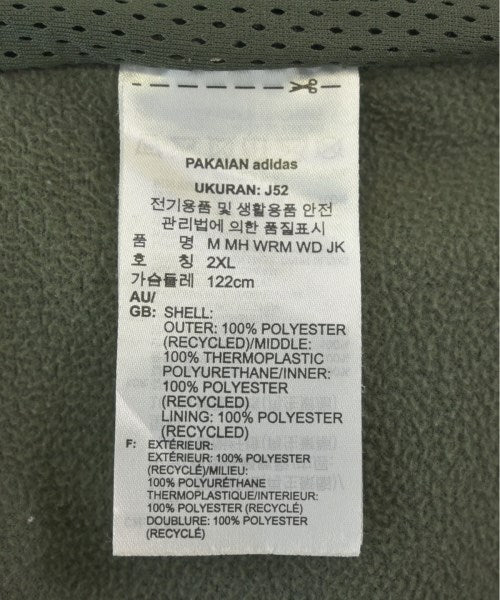 PAKAIAN adidas
UKURAN: J52
전기용품 및 생활용품 안전
관리법에 의한 품질표시
품 명 M MH WRM WD JK
호 칭 2XL
가슴둘레 122cm
AU/
GB: SHELL:
OUTER: 100% POLYESTER
(RECYCLED)/MIDDLE:
100% THERMOPLASTIC
POLYURETHANE/INNER:
100% POLYESTER
(RECYCLED)
LINING: 100% POLYESTER
(RECYCLED)
F: EXTÉRIEUR:
EXTÉRIEUR: 100% POLYESTER
(RECYCLÉ)/MILIEU:
100% POLYURÉTHANE
THERMOPLASTIQUE/INTERIEUR:
100% POLYESTER (RECYCLÉ)
DOUBLURE: 100% POLYESTER
(RECYCLÉ)